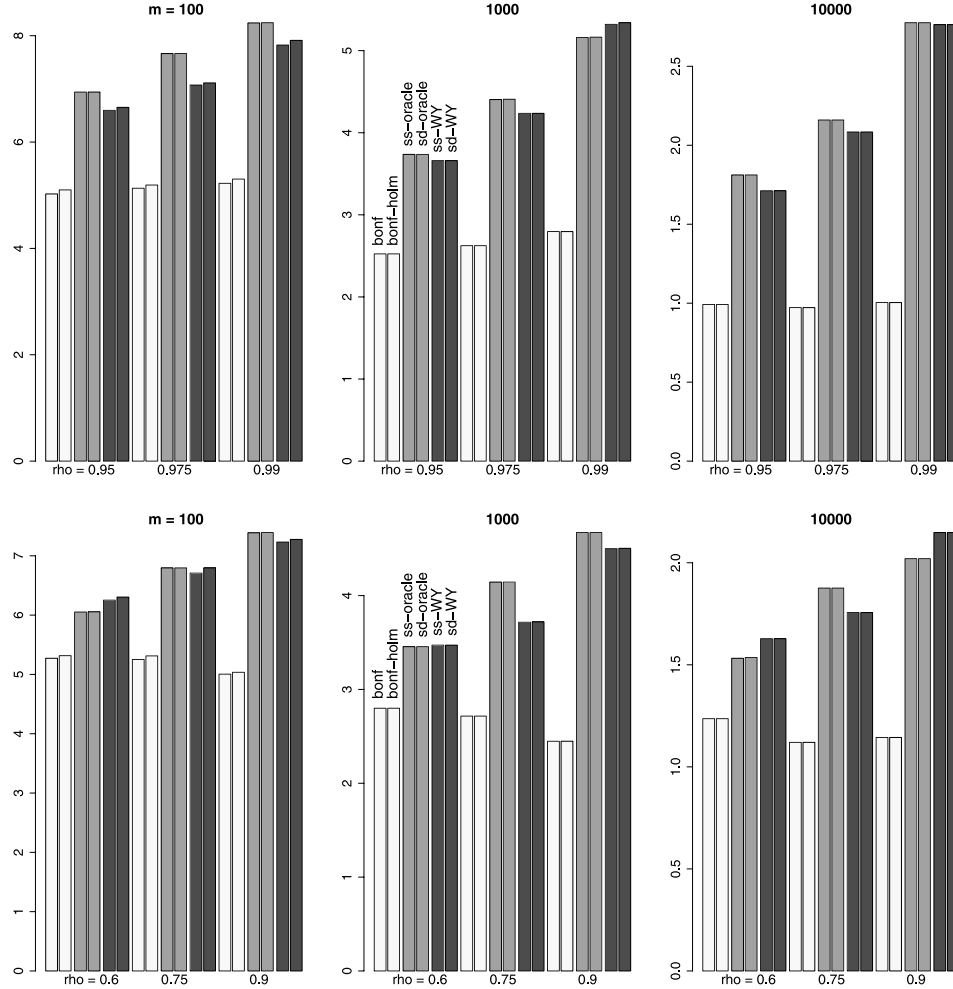 m = 100
1000
10000
8
6
4
2
0
rho = 0.95
0.975
0.99
5
4
3
2
1
0
bonf
bonf-holm
ss-oracle
sd-oracle
ss-WY
sd-WY
rho = 0.95
0.975
0.99
2.5
2.0
1.5
1.0
0.5
0.0
rho = 0.95
0.975
0.99
m = 100
1000
10000
7
6
5
4
3
2
1
0
rho = 0.6
0.75
0.9
4
3
2
1
0
bonf
bonf-holm
ss-oracle
sd-oracle
ss-WY
sd-WY
rho = 0.6
0.75
0.9
2.0
1.5
1.0
0.5
0.0
rho = 0.6
0.75
0.9